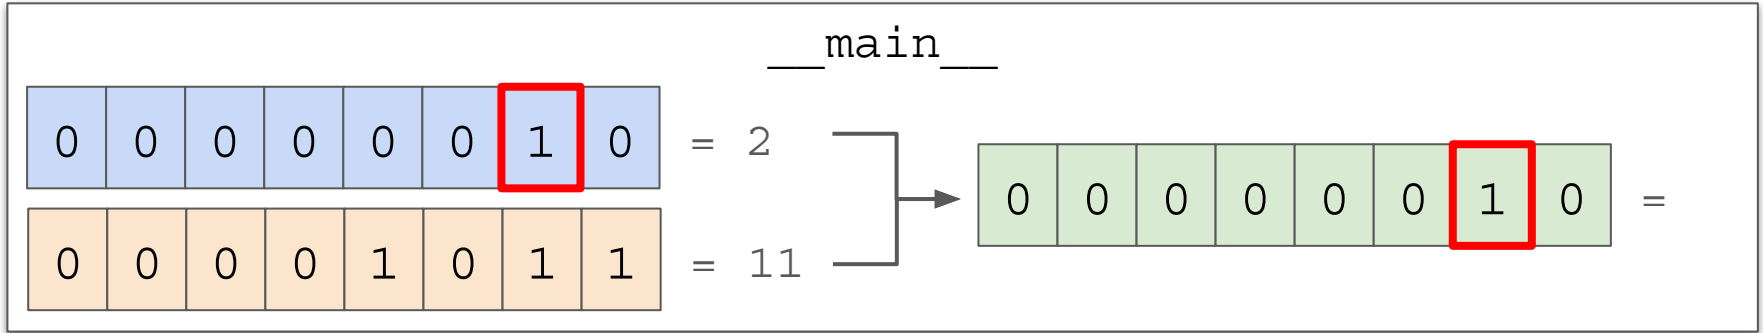 __main__
0 0 0 0 0 0 1 0 = 2
0 0 0 0 1 0 1 1 = 11
0 0 0 0 0 0 1 0 =